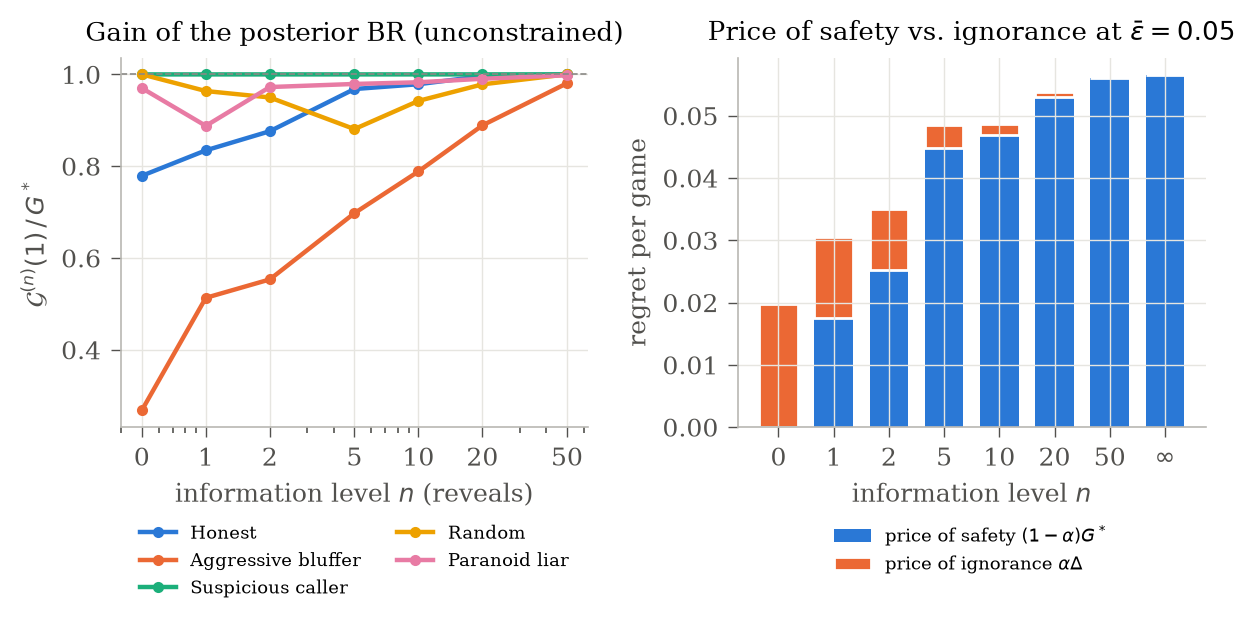 Gain of the posterior BR (unconstrained)
1.0
0.8
0.6
0.4
𝒢⁽ⁿ⁾(1) / G*
0 1 2 5 10 20 50
information level n (reveals)
Honest
Aggressive bluffer
Suspicious caller
Random
Paranoid liar
Price of safety vs. ignorance at ε̄ = 0.05
0.05
0.04
0.03
0.02
0.01
0.00
regret per game
0 1 2 5 10 20 50 ∞
information level n
price of safety (1 − α)G*
price of ignorance αΔ